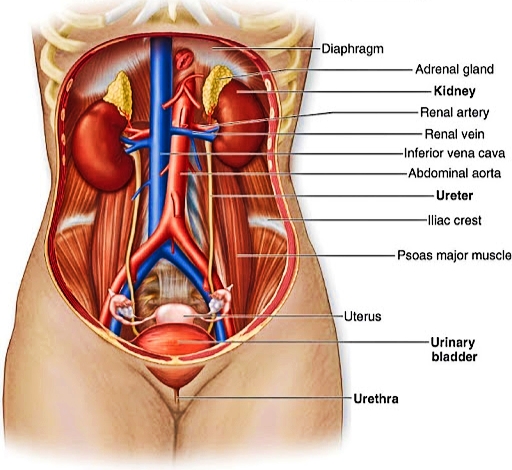 Diaphragm
Adrenal gland
Kidney
Renal artery
Renal vein
Inferior vena cava
Abdominal aorta
Ureter
Iliac crest
Psoas major muscle
Uterus
Urinary
bladder
Urethra